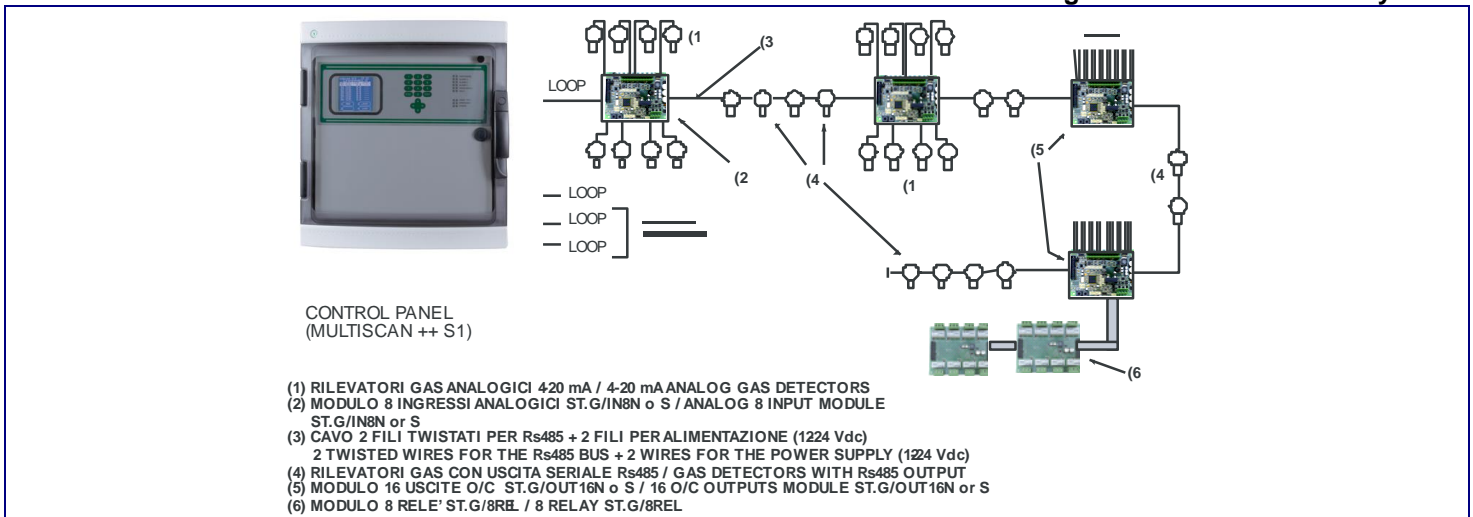 (1
(3
LOOP
(2
(4
(1
(5
(4
LOOP
LOOP
LOOP
(6
CONTROL PANEL
(MULTISCAN ++ S1)
(1) RILEVATORI GAS ANALOGICI 4-20 mA / 4-20 mA ANALOG GAS DETECTORS
(2) MODULO 8 INGRESSI ANALOGICI ST.G/IN8N o S / ANALOG 8 INPUT MODULE
ST.G/IN8N or S
(3) CAVO 2 FILI TWISTATI PER Rs485 + 2 FILI PER ALIMENTAZIONE (12-24 Vdc)
2 TWISTED WIRES FOR THE Rs485 BUS + 2 WIRES FOR THE POWER SUPPLY (12-24 Vdc)
(4) RILEVATORI GAS CON USCITA SERIALE Rs485 / GAS DETECTORS WITH Rs485 OUTPUT
(5) MODULO 16 USCITE O/C ST.G/OUT16N o S / 16 O/C OUTPUTS MODULE ST.G/OUT16N or S
(6) MODULO 8 RELE' ST.G/8REL / 8 RELAY ST.G/8REL